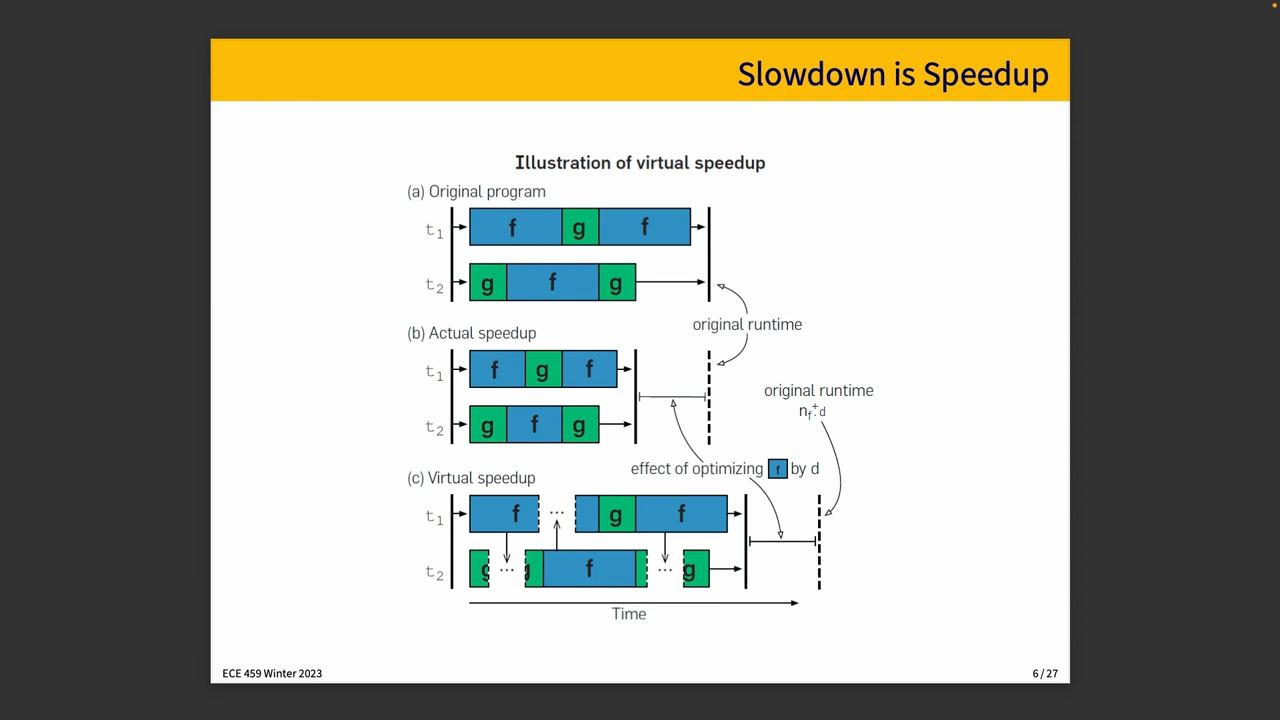 Slowdown is Speedup
Illustration of virtual speedup
(a) Original program
t1 f g f
t2 g f g
original runtime
(b) Actual speedup
t1 f g f
t2 g f g
original runtime
+
nf · d
effect of optimizing f by d
(c) Virtual speedup
t1 f ... g f
t2 g ... g f ... g
Time
ECE 459 Winter 2023
6 / 27